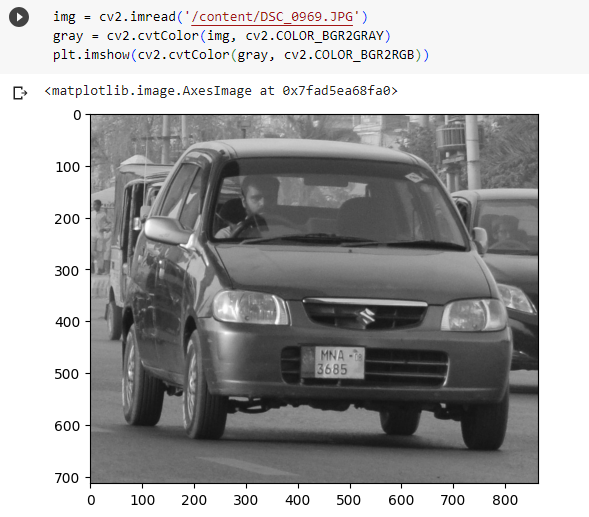 img = cv2.imread('/content/DSC_0969.JPG')
gray = cv2.cvtColor(img, cv2.COLOR_BGR2GRAY)
plt.imshow(cv2.cvtColor(gray, cv2.COLOR_BGR2RGB))
<matplotlib.image.AxesImage at 0x7fad5ea68fa0>
0
100
200
300
400
500
600
700
MNA
3685
0 100 200 300 400 500 600 700 800